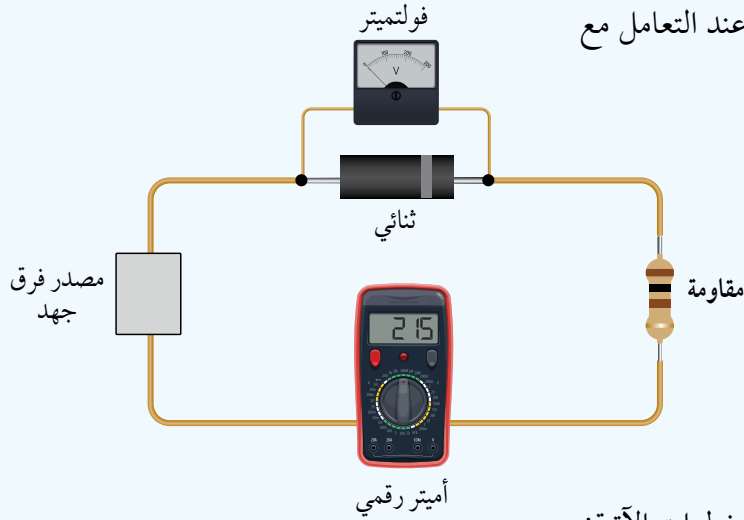 عند التعامل مع
فولتميتر
V
ثنائي
مصدر فرق
جهد
مقاومة
215
أميتر رقمي